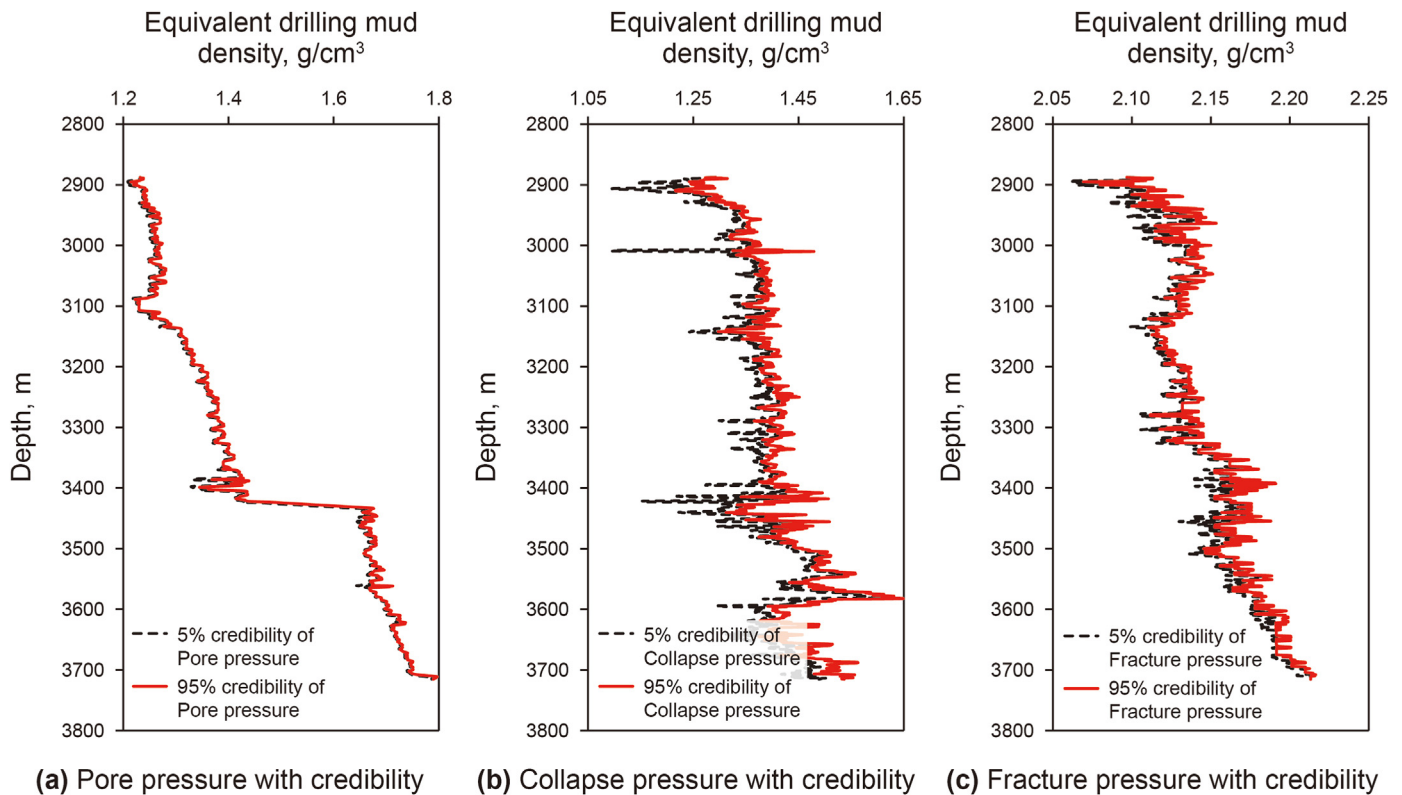 Equivalent drilling mud
density, g/cm³
1.2 1.4 1.6 1.8
2800
2900
3000
3100
3200
3300
3400
3500
3600
3700
3800
Depth, m
5% credibility of
Pore pressure
95% credibility of
Pore pressure
(a) Pore pressure with credibility
Equivalent drilling mud
density, g/cm³
1.05 1.25 1.45 1.65
2800
2900
3000
3100
3200
3300
3400
3500
3600
3700
3800
Depth, m
5% credibility of
Collapse pressure
95% credibility of
Collapse pressure
(b) Collapse pressure with credibility
Equivalent drilling mud
density, g/cm³
2.05 2.10 2.15 2.20 2.25
2800
2900
3000
3100
3200
3300
3400
3500
3600
3700
3800
Depth, m
5% credibility of
Fracture pressure
95% credibility of
Fracture pressure
(c) Fracture pressure with credibility